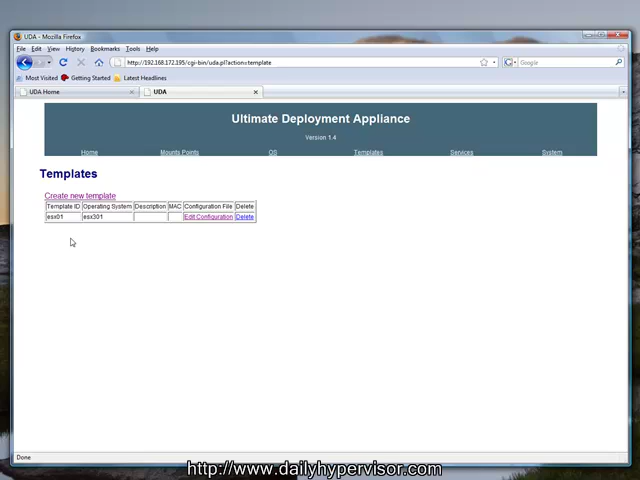 UDA - Mozilla Firefox
File Edit View History Bookmarks Tools Help
http://192.168.172.195/cgi-bin/uda.pl?action=template
Google
Most Visited Getting Started Latest Headlines
UDA Home UDA
Ultimate Deployment Appliance
Version 1.4
Home Mounts Points OS Templates Services System
Templates
Create new template
Template ID Operating System Description MAC Configuration File Delete
esx01 esx301 Edit Configuration Delete
Done
http://www.dailyhypervisor.com